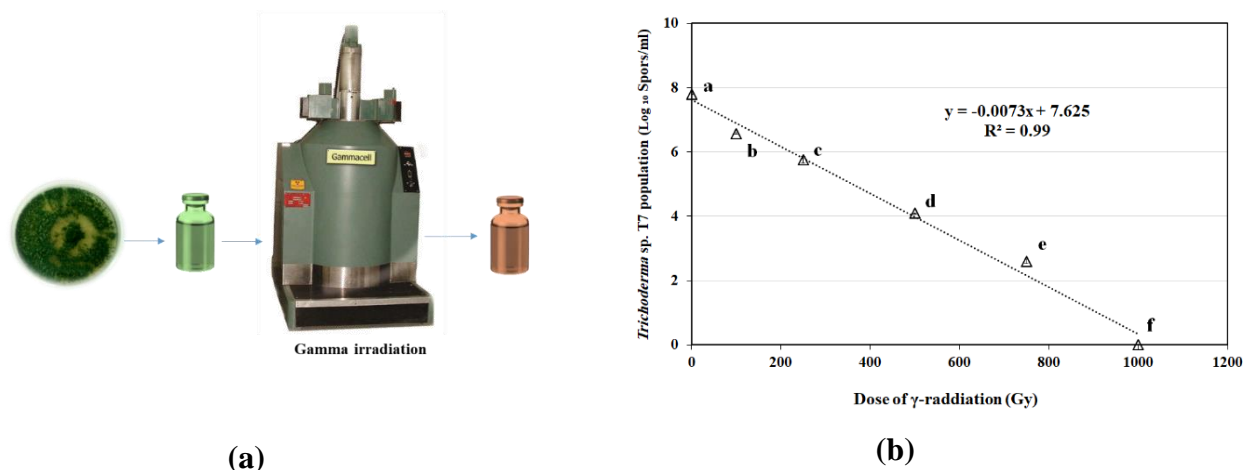 Gammacell
Gamma irradiation
(a)
Trichoderma sp. T7 population (Log 10 Spors/ml)
10
8
6
4
2
0
a
b
c
d
e
f
y = -0.0073x + 7.625
R² = 0.99
0 200 400 600 800 1000 1200
Dose of γ-raddiation (Gy)
(b)